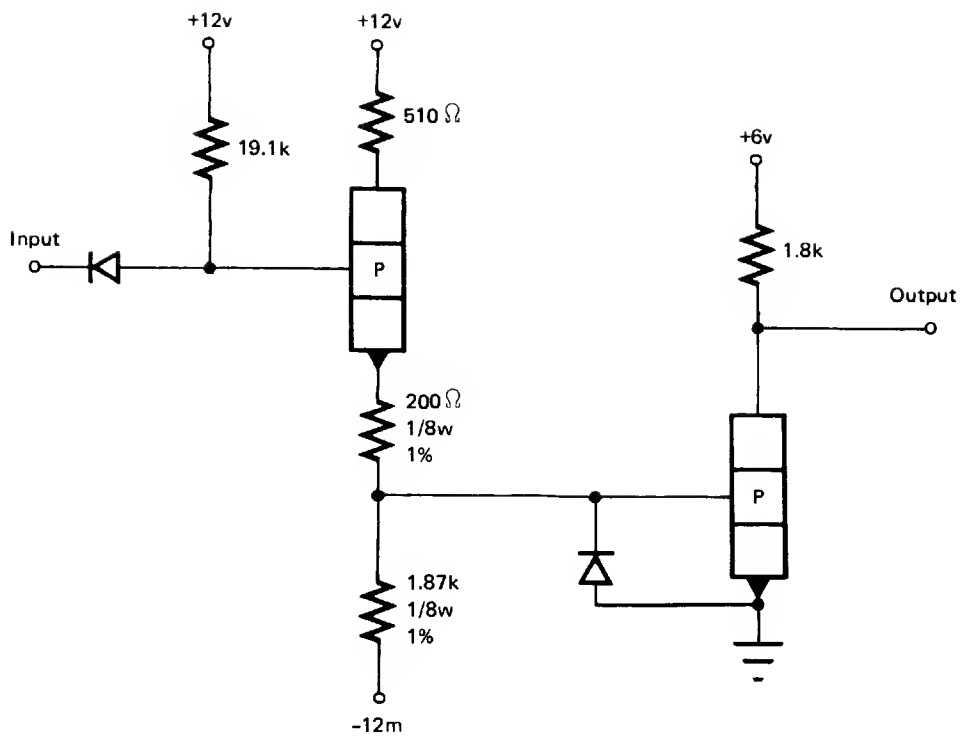 +12v
+12v
510 Ω
19.1k
+6v
Input
P
1.8k
Output
200 Ω
1/8w
1%
P
1.87k
1/8w
1%
-12m